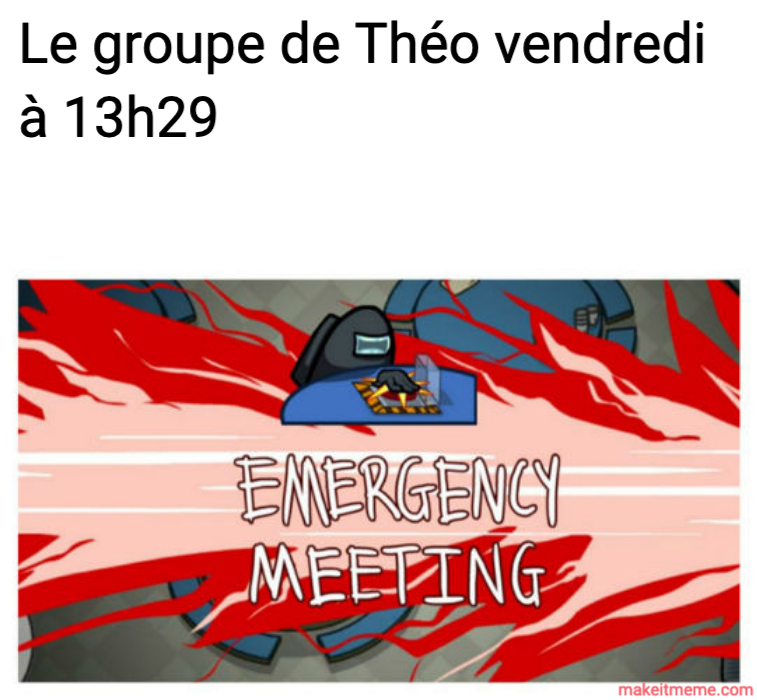 Le groupe de Théo vendredi
à 13h29
EMERGENCY
MEETING
makeitmeme.com